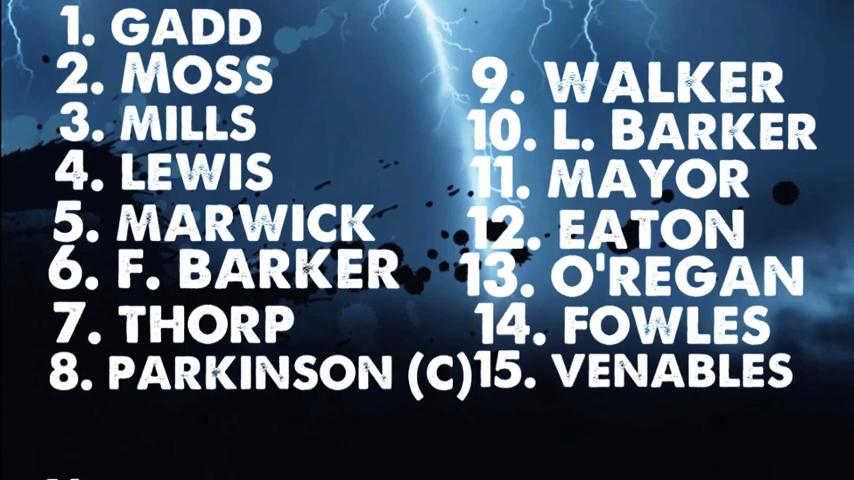 1. GADD
2. MOSS
3. MILLS
4. LEWIS
5. MARWICK
6. F. BARKER
7. THORP
8. PARKINSON (C)
9. WALKER
10. L. BARKER
11. MAYOR
12. EATON
13. O'REGAN
14. FOWLES
15. VENABLES